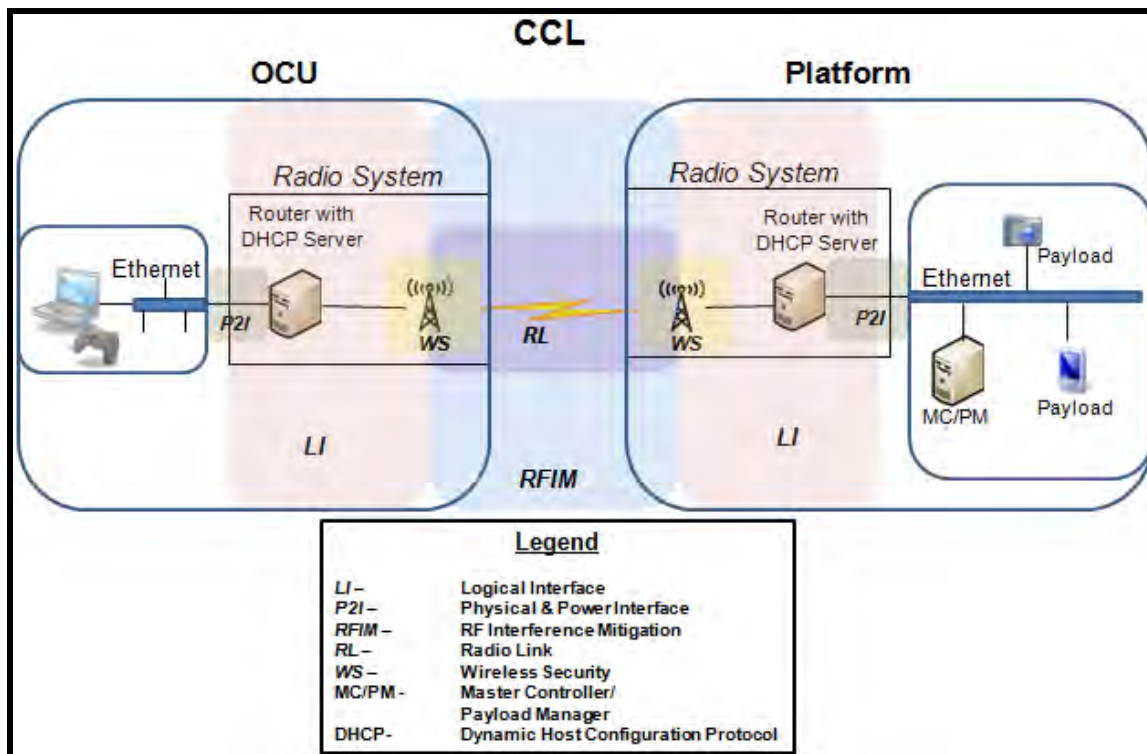 CCL
OCU
Platform
Radio System
Router with
DHCP Server
Ethernet
P2I
WS
LI
RL
RFIM
Radio System
Router with
DHCP Server
WS
P2I
LI
Ethernet
Payload
MC/PM
Payload
Legend
LI – Logical Interface
P2I – Physical & Power Interface
RFIM – RF Interference Mitigation
RL – Radio Link
WS – Wireless Security
MC/PM - Master Controller/
Payload Manager
DHCP- Dynamic Host Configuration Protocol